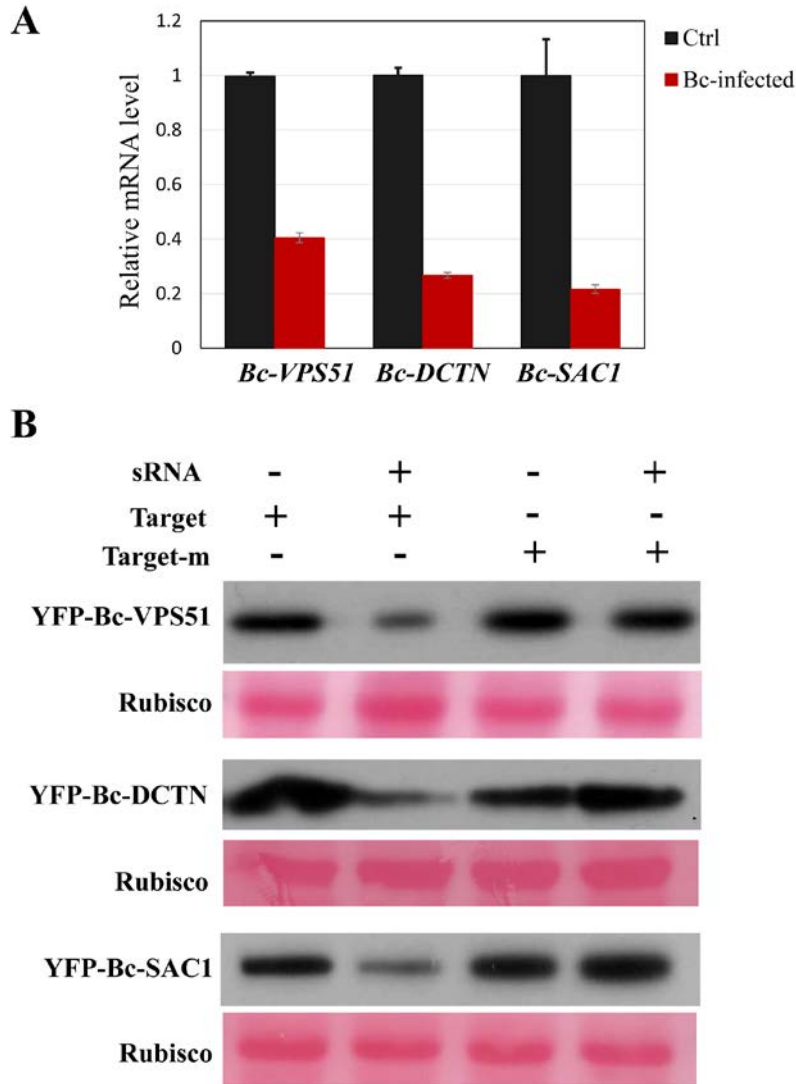 A
Relative mRNA level
1.2
1
0.8
0.6
0.4
0.2
0
Ctrl
Bc-infected
Bc-VPS51 Bc-DCTN Bc-SAC1
B
sRNA - + - +
Target + + - -
Target-m - - + +
YFP-Bc-VPS51
Rubisco
YFP-Bc-DCTN
Rubisco
YFP-Bc-SAC1
Rubisco